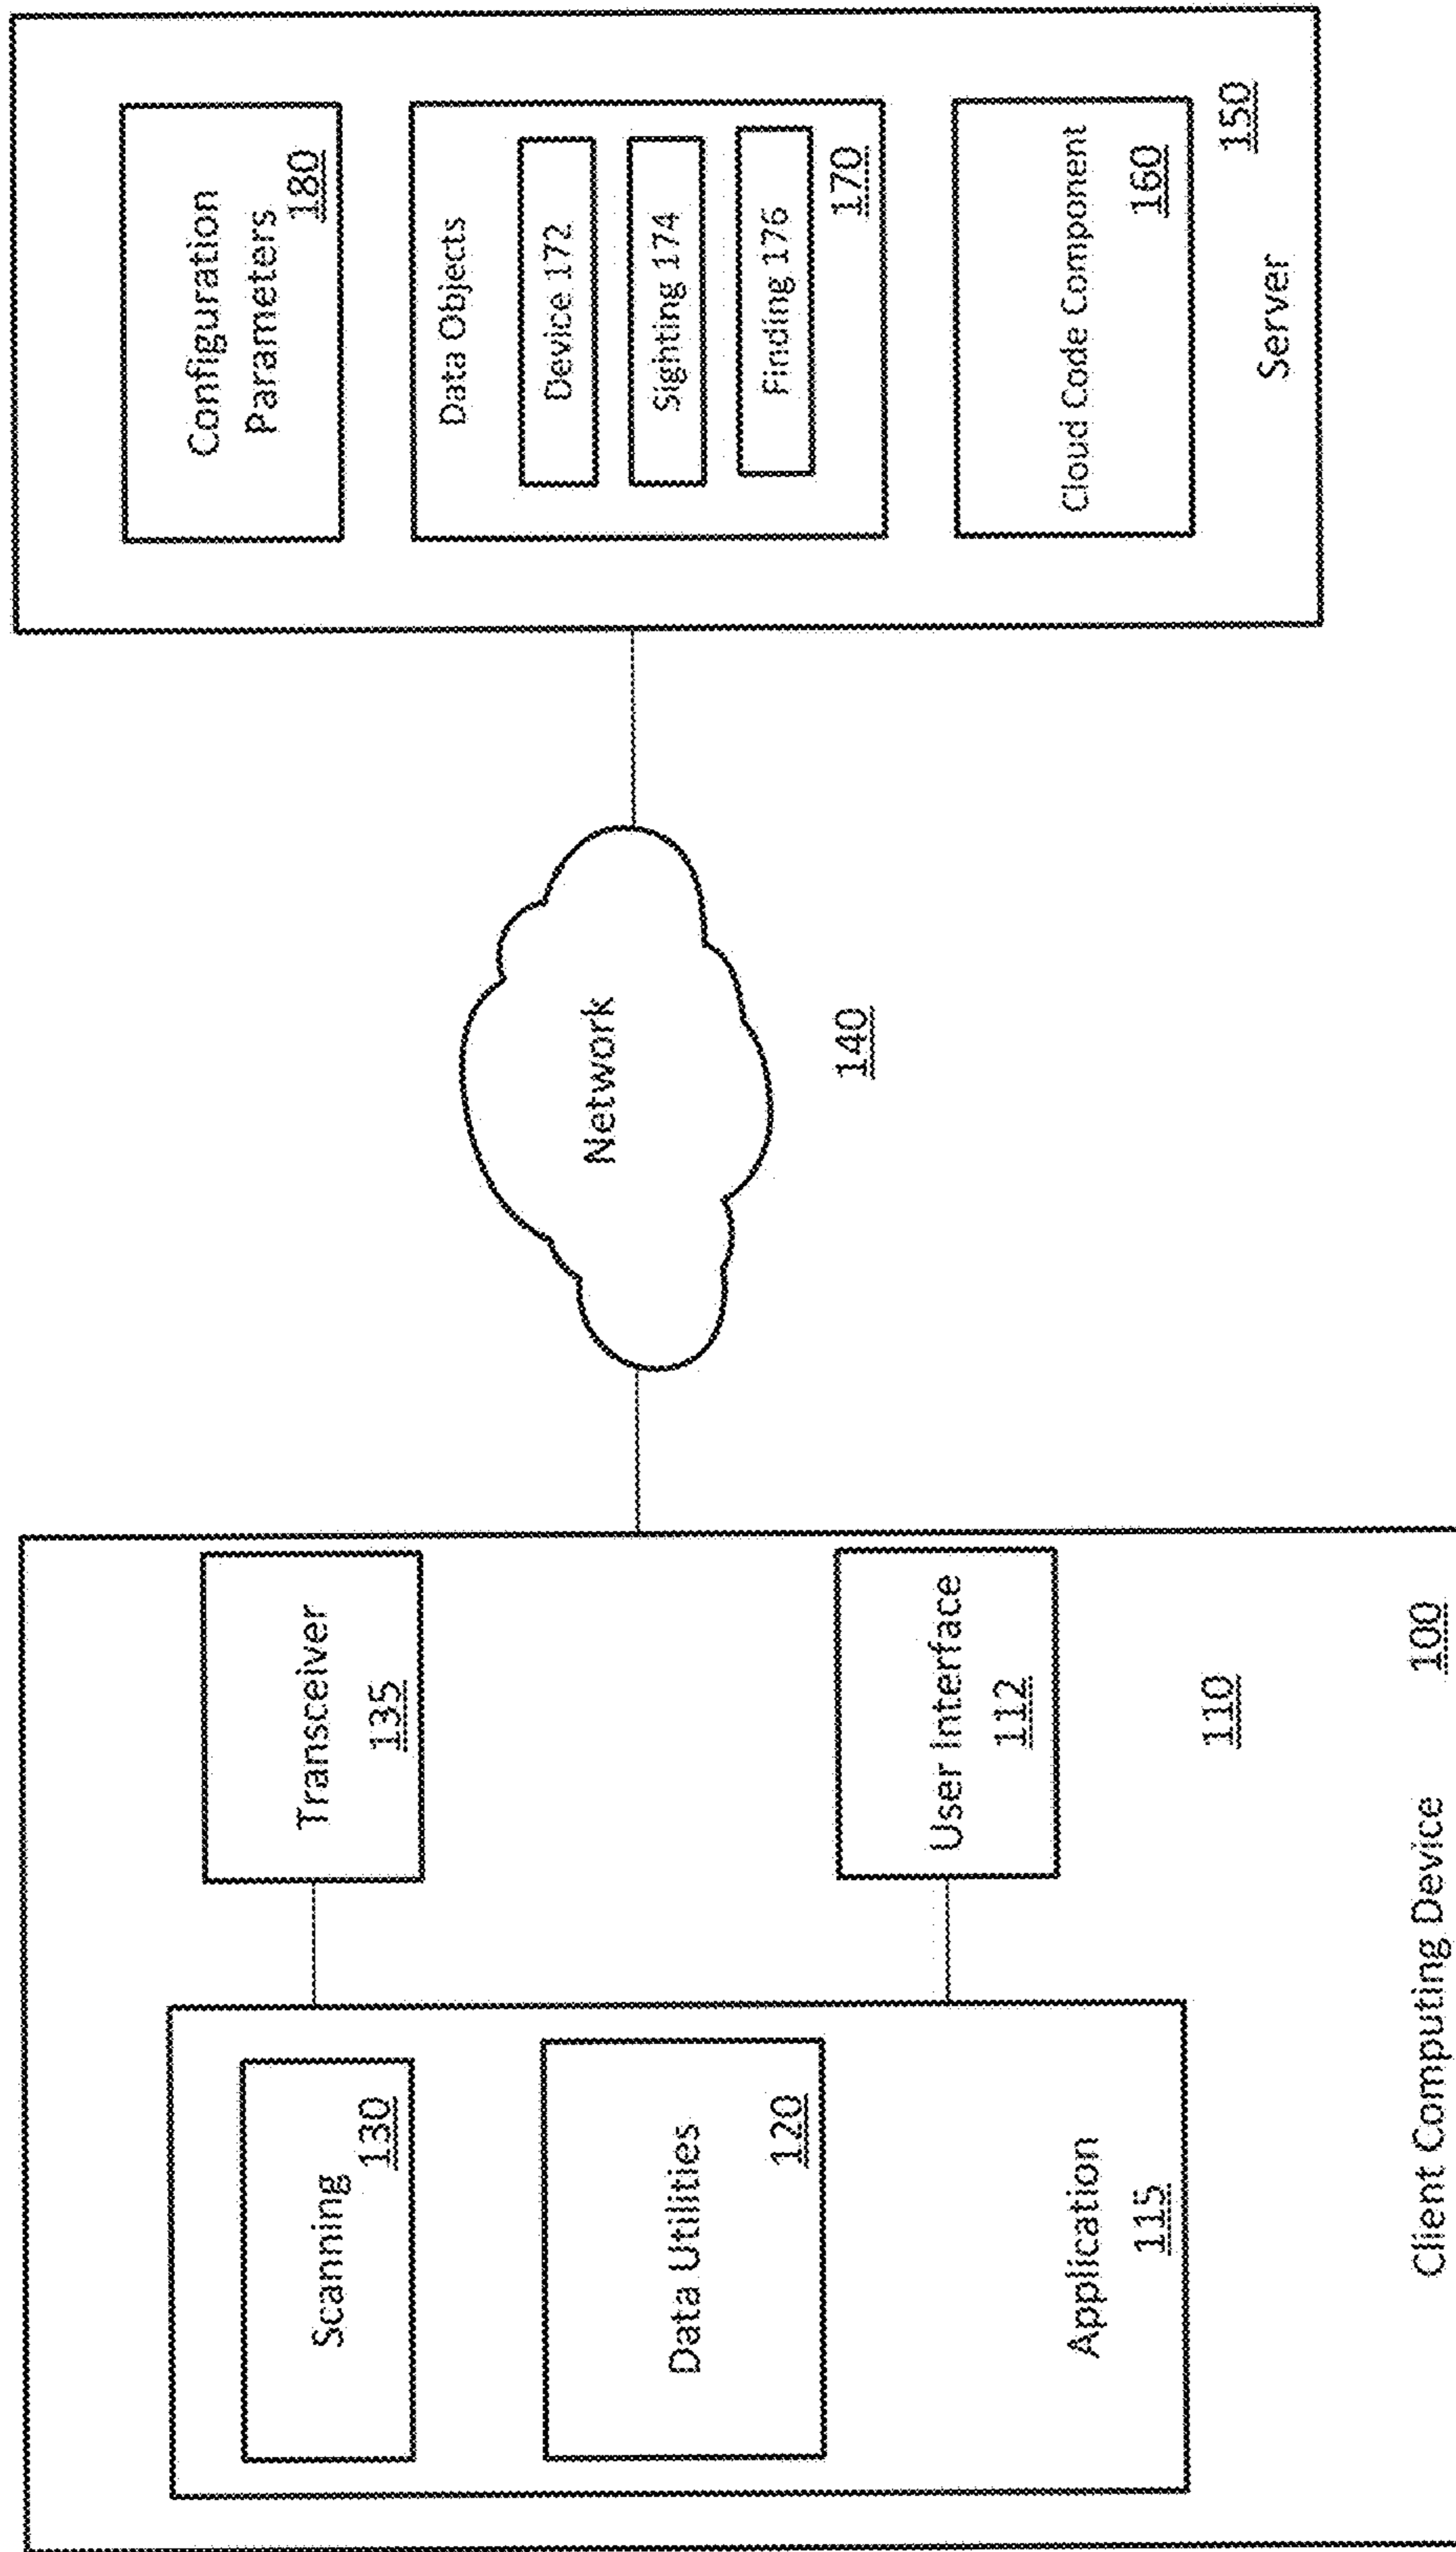 Scanning
130
Data Utilities
120
Application
115
Transceiver
135
User Interface
112
110
Client Computing Device
100
Network
140
Configuration
Parameters
180
Data Objects
Device 172
Sighting 174
Finding 176
170
Cloud Code Component
160
Server
150